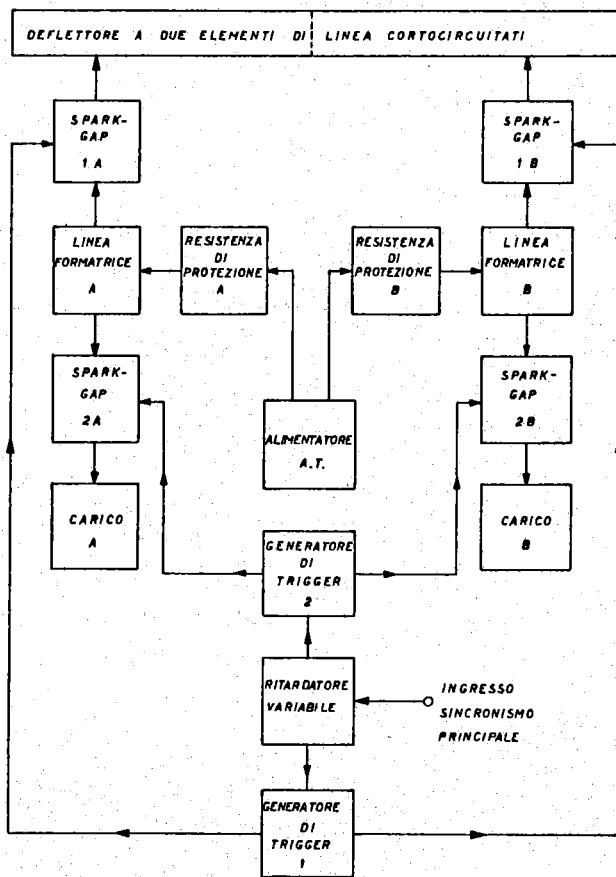 DEFLETTORE A DUE ELEMENTI DI LINEA CORTOCIRCUITATI
SPARK-
GAP
1 A
SPARK-
GAP
1 B
LINEA
FORMATRICE
A
RESISTENZA
DI
PROTEZIONE
A
RESISTENZA
DI
PROTEZIONE
B
LINEA
FORMATRICE
B
SPARK-
GAP
2A
ALIMENTATORE
A.T.
SPARK-
GAP
2B
CARICO
A
CARICO
B
GENERATORE
DI
TRIGGER
2
RITARDATORE
VARIABILE
INGRESSO
SINCRONISMO
PRINCIPALE
GENERATORE
DI
TRIGGER
1